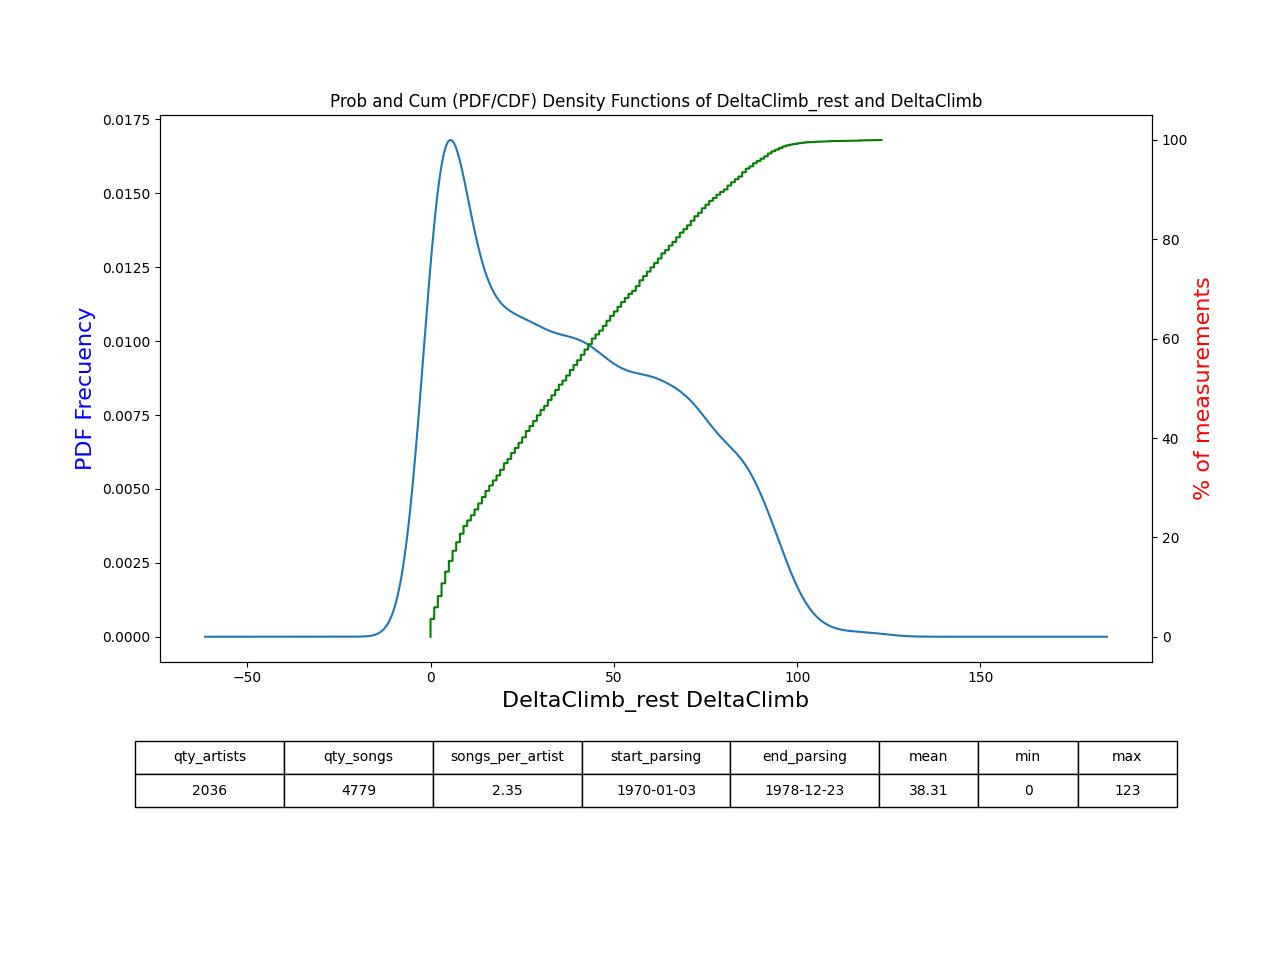 Prob and Cum (PDF/CDF) Density Functions of DeltaClimb_rest and DeltaClimb
0.0175
0.0150
0.0125
0.0100
0.0075
0.0050
0.0025
0.0000
PDF Frecuency
100
80
60
40
20
0
% of measurements
−50 0 50 100 150
DeltaClimb_rest DeltaClimb
qty_artists qty_songs songs_per_artist start_parsing end_parsing mean min max
2036 4779 2.35 1970-01-03 1978-12-23 38.31 0 123